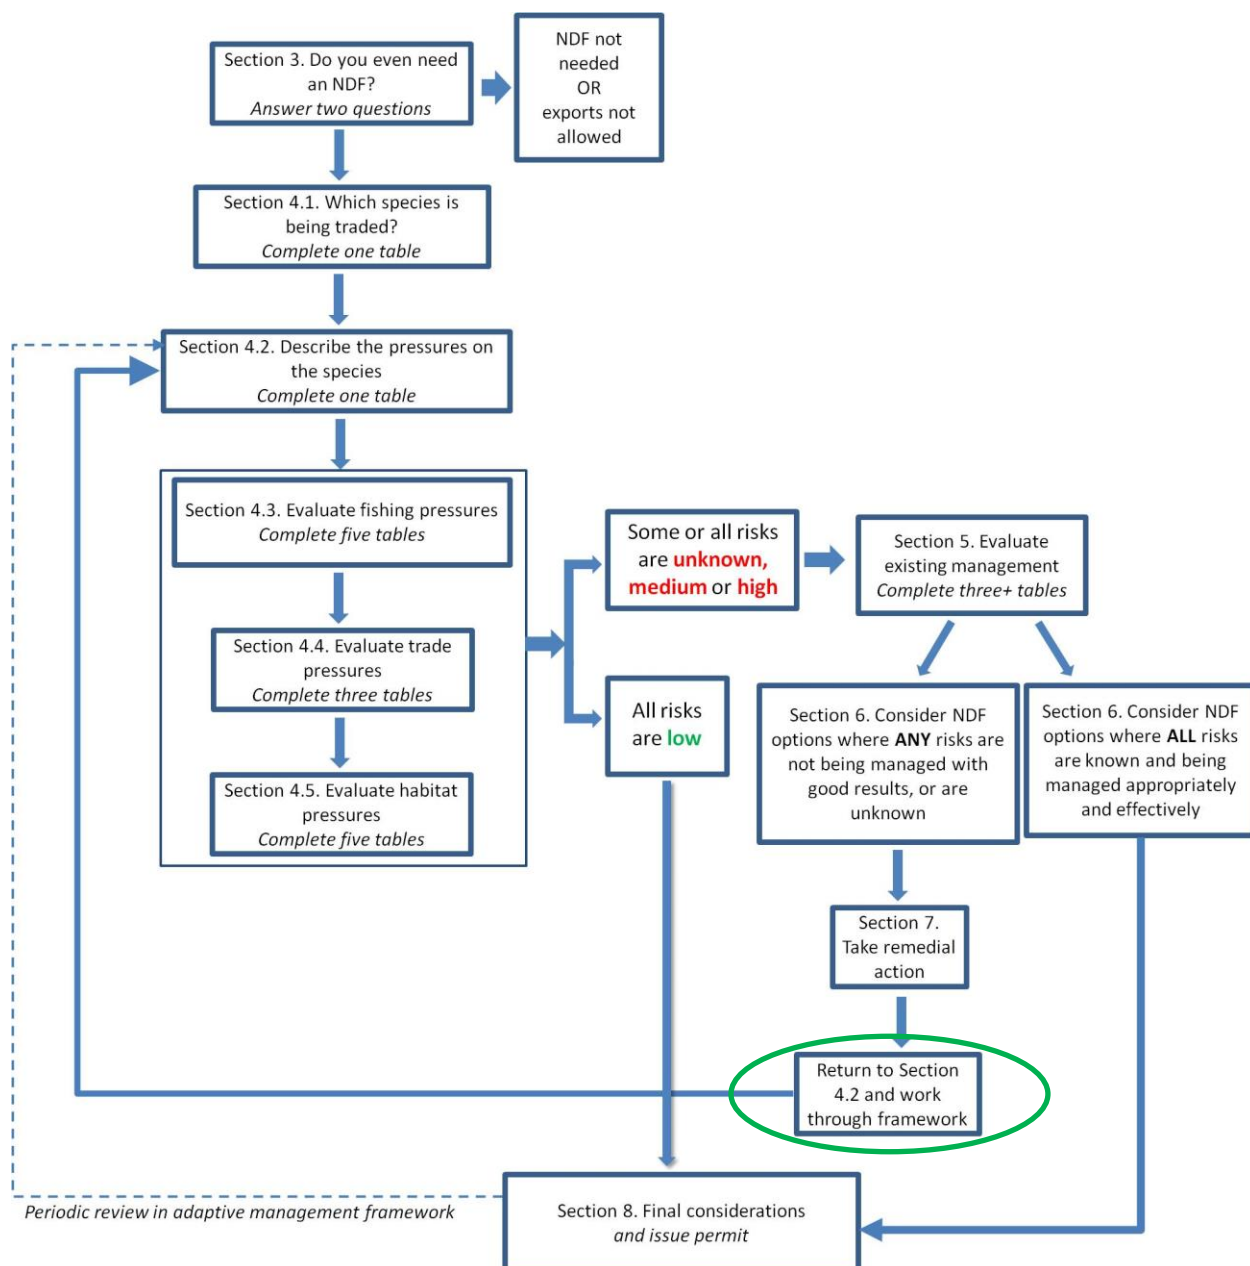 Section 3. Do you even need
an NDF?
Answer two questions
NDF not
needed
OR
exports not
allowed
Section 4.1. Which species is
being traded?
Complete one table
Section 4.2. Describe the pressures on
the species
Complete one table
Section 4.3. Evaluate fishing pressures
Complete five tables
Section 4.4. Evaluate trade
pressures
Complete three tables
Section 4.5. Evaluate habitat
pressures
Complete five tables
Some or all risks
are unknown,
medium or high
All risks
are low
Section 5. Evaluate
existing management
Complete three+ tables
Section 6. Consider NDF
options where ANY risks are
not being managed with
good results, or are
unknown
Section 6. Consider NDF
options where ALL risks
are known and being
managed appropriately
and effectively
Section 7.
Take remedial
action
Return to Section
4.2 and work
through framework
Periodic review in adaptive management framework
Section 8. Final considerations
and issue permit